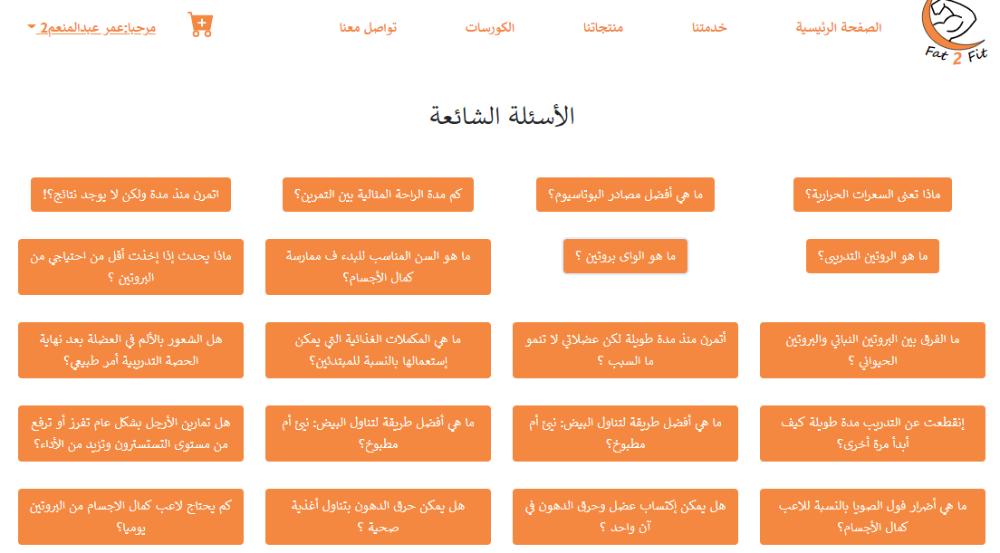 Fat 2 Fit
الصفحة الرئيسية
خدمتنا
منتجاتنا
الكورسات
تواصل معنا
مرحبا:عمر عبدالمنعم2
الأسئلة الشائعة
ماذا تعنى السعرات الحرارية؟
ما هي أفضل مصادر البوتاسيوم؟
كم مدة الراحة المثالية بين التمرين؟
اتمرن منذ مدة ولكن لا يوجد نتائج؟!
ما هو الروتين التدريبى؟
ما هو الواى بروتين ؟
ما هو السن المناسب للبدء ف ممارسة
كمال الأجسام؟
ماذا يحدث إذا إخذت أقل من احتياجي من
البروتين ؟
ما الفرق بين البروتين النباتي والبروتين
الحيواني ؟
أتمرن منذ مدة طويلة لكن عضلاتي لا تنمو
ما السبب ؟
ما هي المكملات الغذائية التي يمكن
إستعمالها بالنسبة للمبتدئين؟
هل الشعور بالألم في العضلة بعد نهاية
الحصة التدريبية أمر طبيعي؟
إنقطعت عن التدريب مدة طويلة كيف
أبدأ مرة أخرى؟
ما هي أفضل طريقة لتناول البيض: نيئ أم
مطبوخ؟
ما هي أفضل طريقة لتناول البيض: نيئ أم
مطبوخ؟
هل تمارين الأرجل بشكل عام تفرز أو ترفع
من مستوى التستسترون وتزيد من الأداء؟
ما هي أضرار فول الصويا بالنسبة للاعب
كمال الأجسام؟
هل يمكن إكتساب عضل وحرق الدهون في
آن واحد ؟
هل يمكن حرق الدهون بتناول أغذية
صحية ؟
كم يحتاج لاعب كمال الاجسام من البروتين
يوميا؟